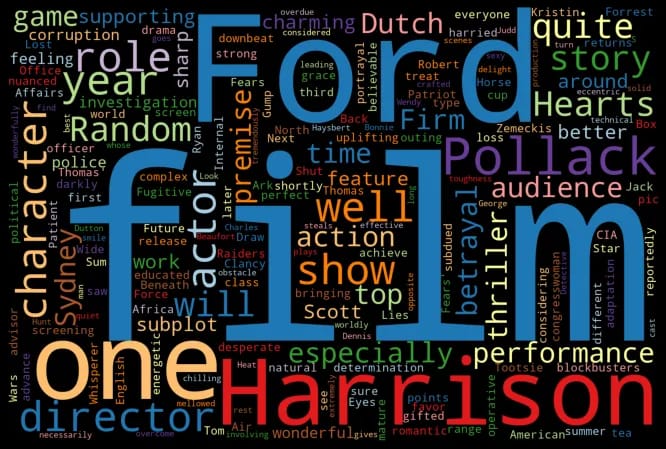 game supporting
corruption
Lost drama
feeling goes
Office nuanced
Affairs
role
sharp
charming
downbeat
strong
Fears
grace
third
overdue
considered
Dutch
harried
Robert
treat
Patriot
type
Horse
cup
everyone
Kristin
Judd
scenes
turn
returns
Forrest
quite
story
around
Zemeckis
Hearts
better
Box
Jack
pic
Ford
year
investigation
world screen
Random
best whose
officer
police
Thomas
darkly
first
wonderfully
find
character
political
Patient
Dutton
smile
man
quiet
Sydney
actor
Look
Ryan
Internal
later
premise
tremendously
Gump
portrayal
believable
uplifting
outing
leading
sexy
delight
crafted
Wendy
North Back
Next
Shut
Ark
shortly
perfect
Haysbert
Bonnie
Firm
time
feature
Thomas
loss
long
Pollack
audience
eccentric
production
solid
technical
film
complex
Fugitive
Future
release
Wide
Sum
saw
work
educated
Beneath
Force
Africa
Whisperer
advisor
Hunt
screening
Wars
advance
English
energetic
subplot
will
Charles
Draw
Raiders
Clancy
class
Beaufort
obstacle
plays
steals
effective
worldly
Dennis
Lies
bringing
well
action
show
top
Scott
George
toughness
subdued
Fears'
opposite
achieve
betrayal
thriller
especially
performance
CIA
Star
considering
congresswoman
Detective
different
adaptation
reportedly
cast
one
director
necessarily
overcome
mellowed
chilling
Heat
rest
extremely
involving
desperate
natural
determination
wonderful
Tom
Air
see
sure
Eyes
gives
points
favor
romantic
gifted
range
mature
operative
Tootsie
blockbusters
American
summer
tea
Harrison